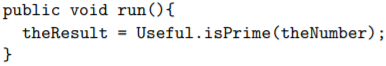 public void run(){
  theResult = Useful.isPrime(theNumber);
}